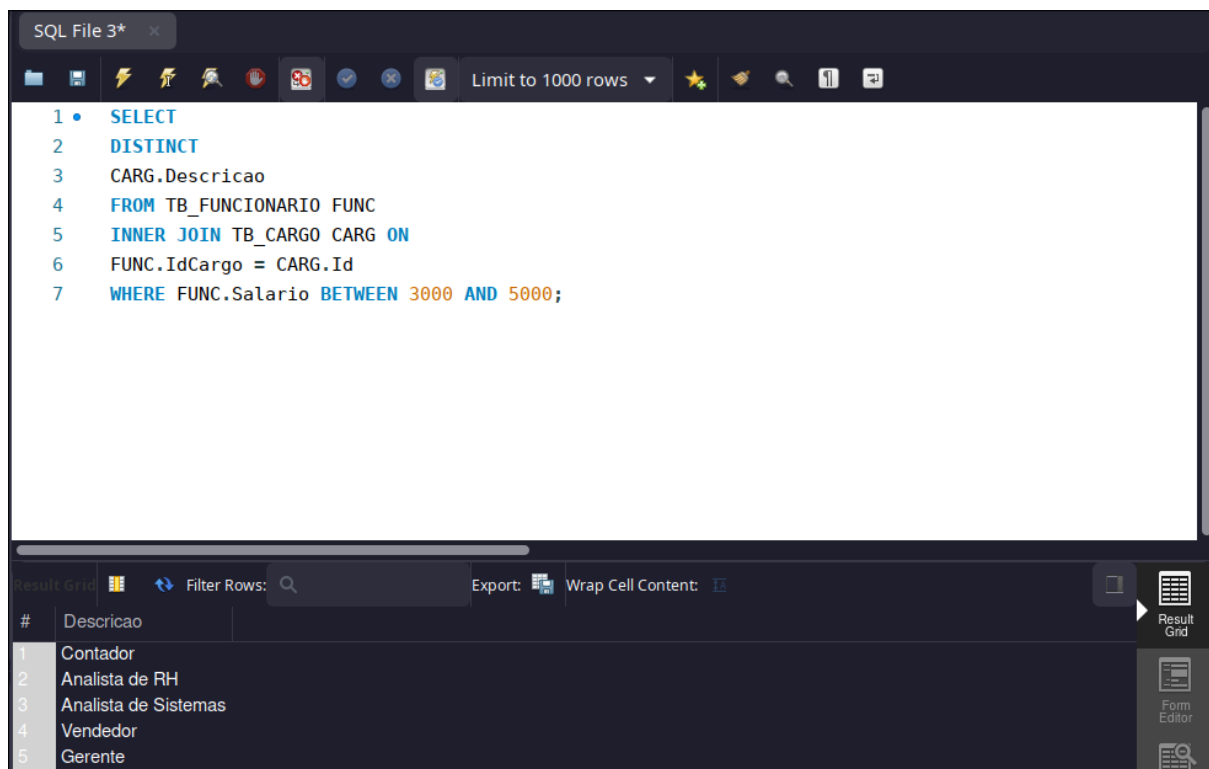 SQL File 3* ×
Limit to 1000 rows
1 SELECT
2 DISTINCT
3 CARG.Descricao
4 FROM TB_FUNCIONARIO FUNC
5 INNER JOIN TB_CARGO CARG ON
6 FUNC.IdCargo = CARG.Id
7 WHERE FUNC.Salario BETWEEN 3000 AND 5000;
Result Grid Filter Rows: Export: Wrap Cell Content: IA
# Descricao
1 Contador
2 Analista de RH
3 Analista de Sistemas
4 Vendedor
5 Gerente
Result
Grid
Form
Editor